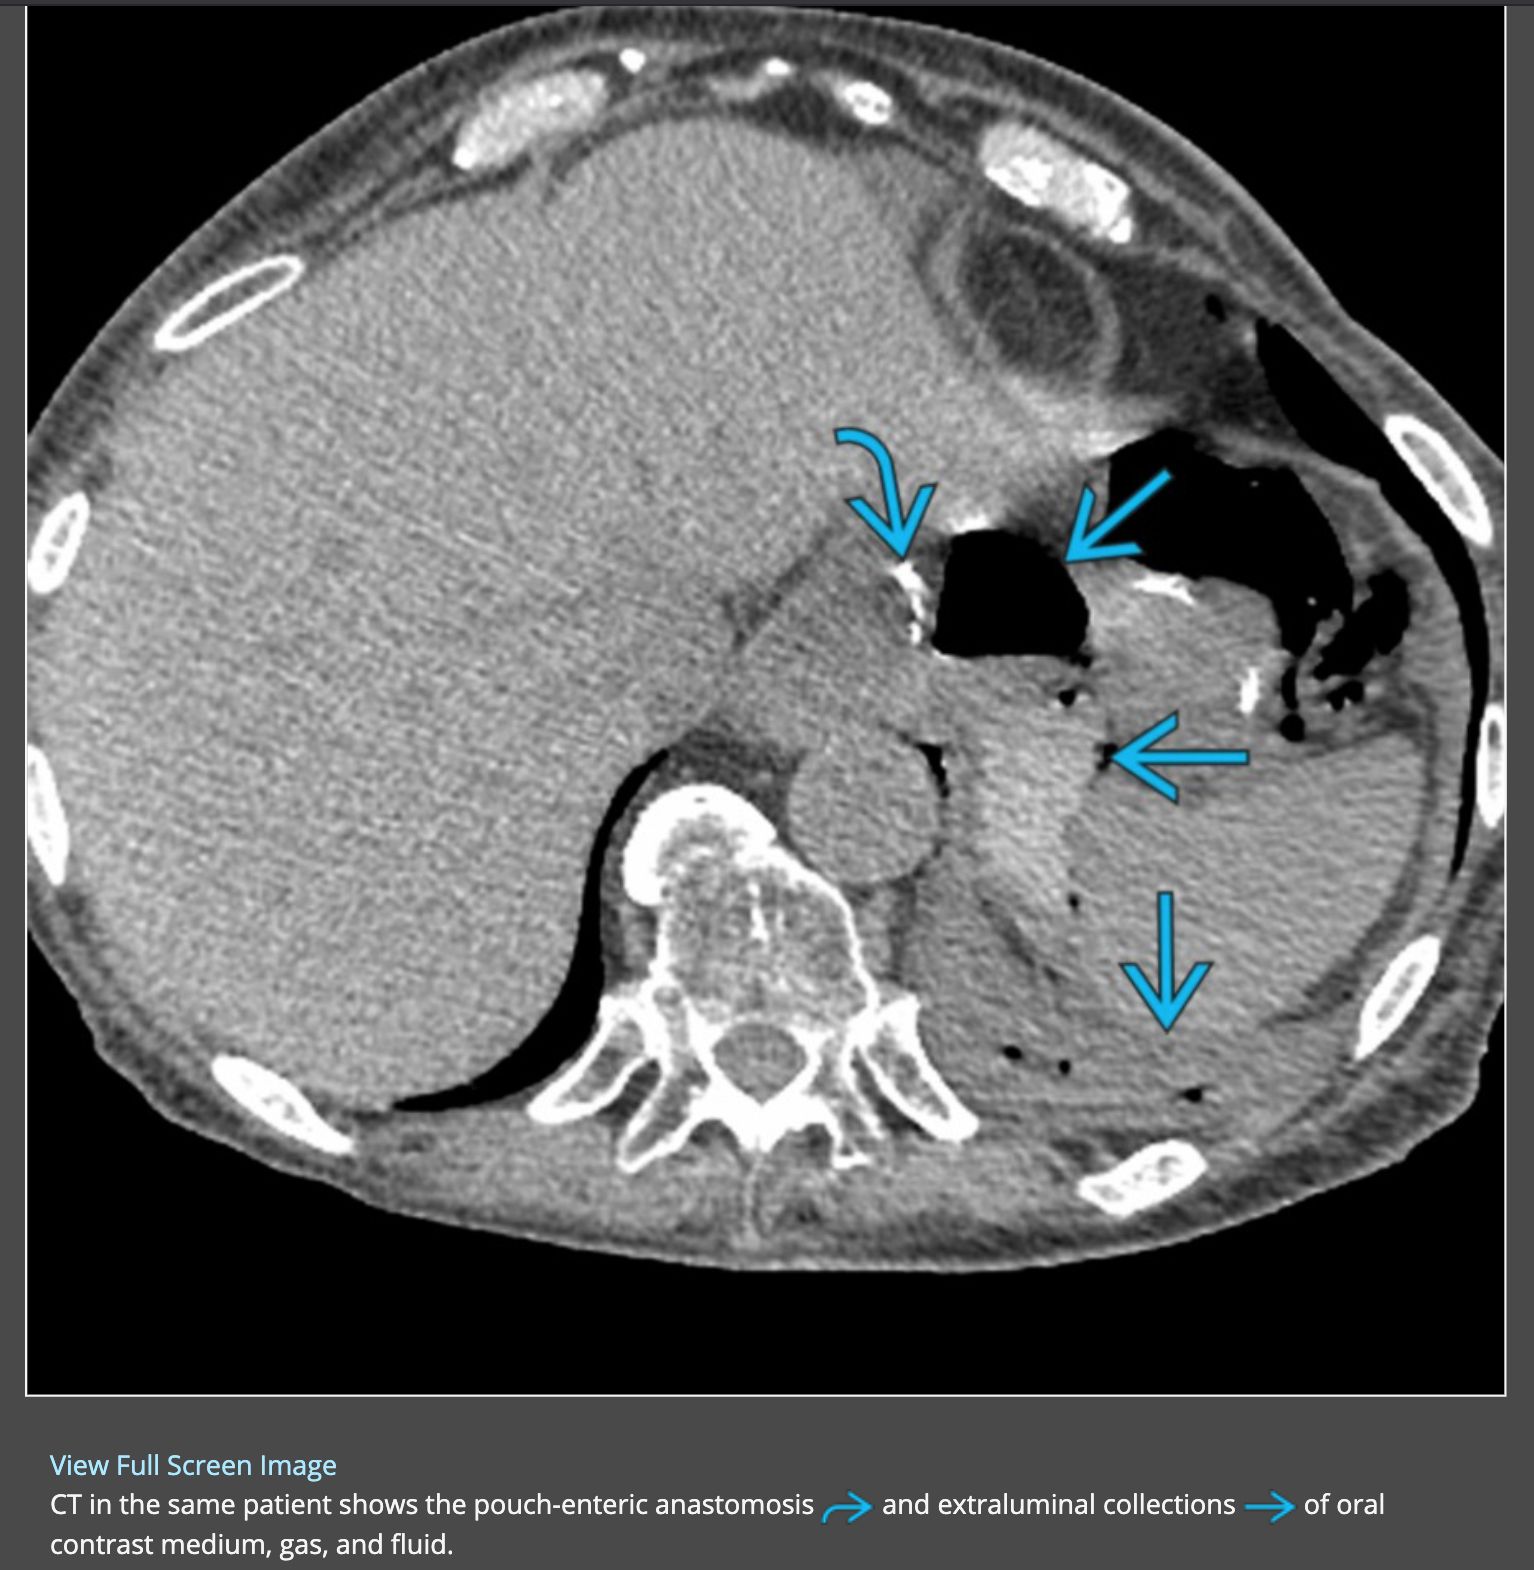 View Full Screen Image
CT in the same patient shows the pouch-enteric anastomosis and extraluminal collections of oral
contrast medium, gas, and fluid.